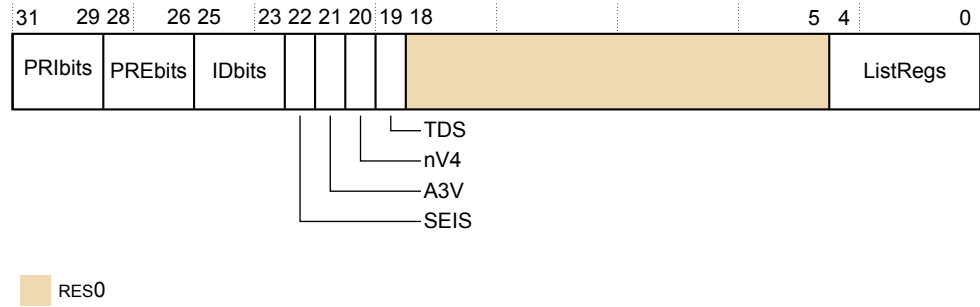 31 29 28 26 25 23 22 21 20 19 18 5 4 0
PRIbits PREbits IDbits ListRegs
TDS
nV4
A3V
SEIS
RES0